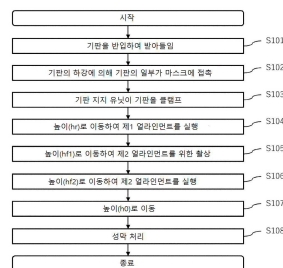 시작
기판을 반입하여 받아들임
S101
기판의 하강에 의해 기판의 일부가 마스크에 접촉
S102
기판 지지 유닛이 기판을 클램프
S103
높이(hr)로 이동하여 제1 얼라인먼트를 실행
S104
높이(hf1)로 이동하여 제2 얼라인먼트를 위한 촬상
S105
높이(hf2)로 이동하여 제2 얼라인먼트를 실행
S106
높이(h0)로 이동
S107
성막 처리
S108
종료